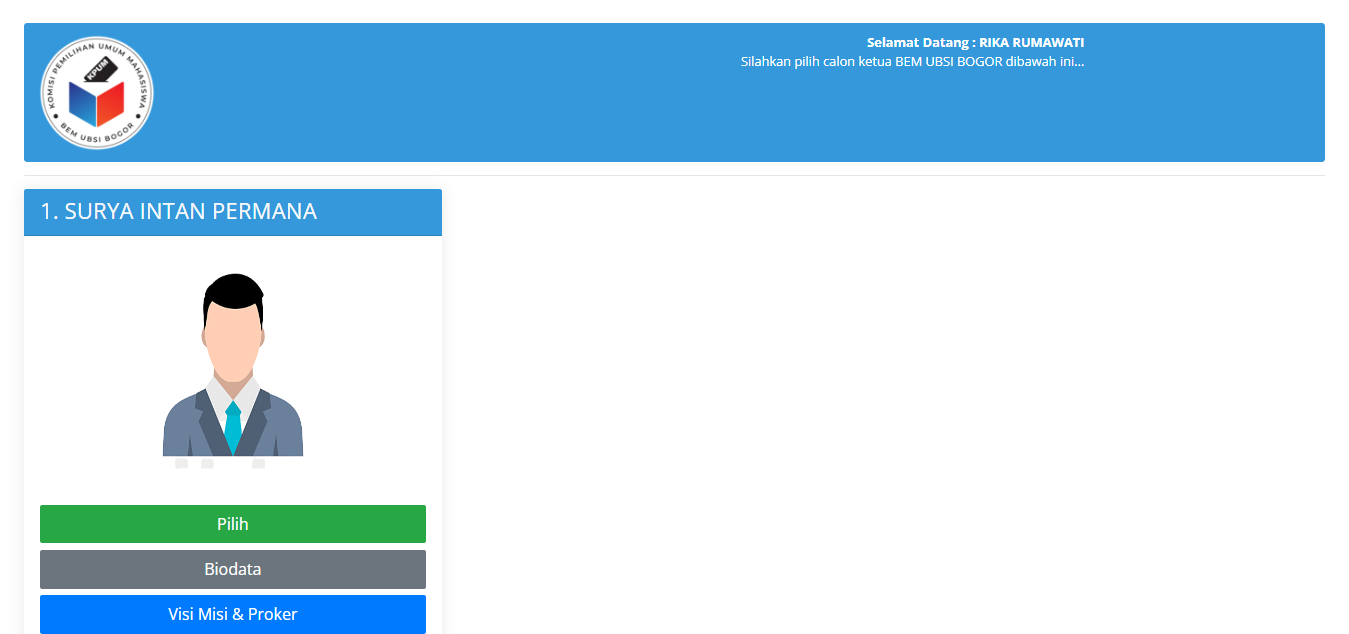 KOMISI PEMILIHAN UMUM MAHASISWA
KPUM
BEM UBSI BOGOR
Selamat Datang : RIKA RUMAWATI
Silahkan pilih calon ketua BEM UBSI BOGOR dibawah ini...
1. SURYA INTAN PERMANA
Pilih
Biodata
Visi Misi & Proker